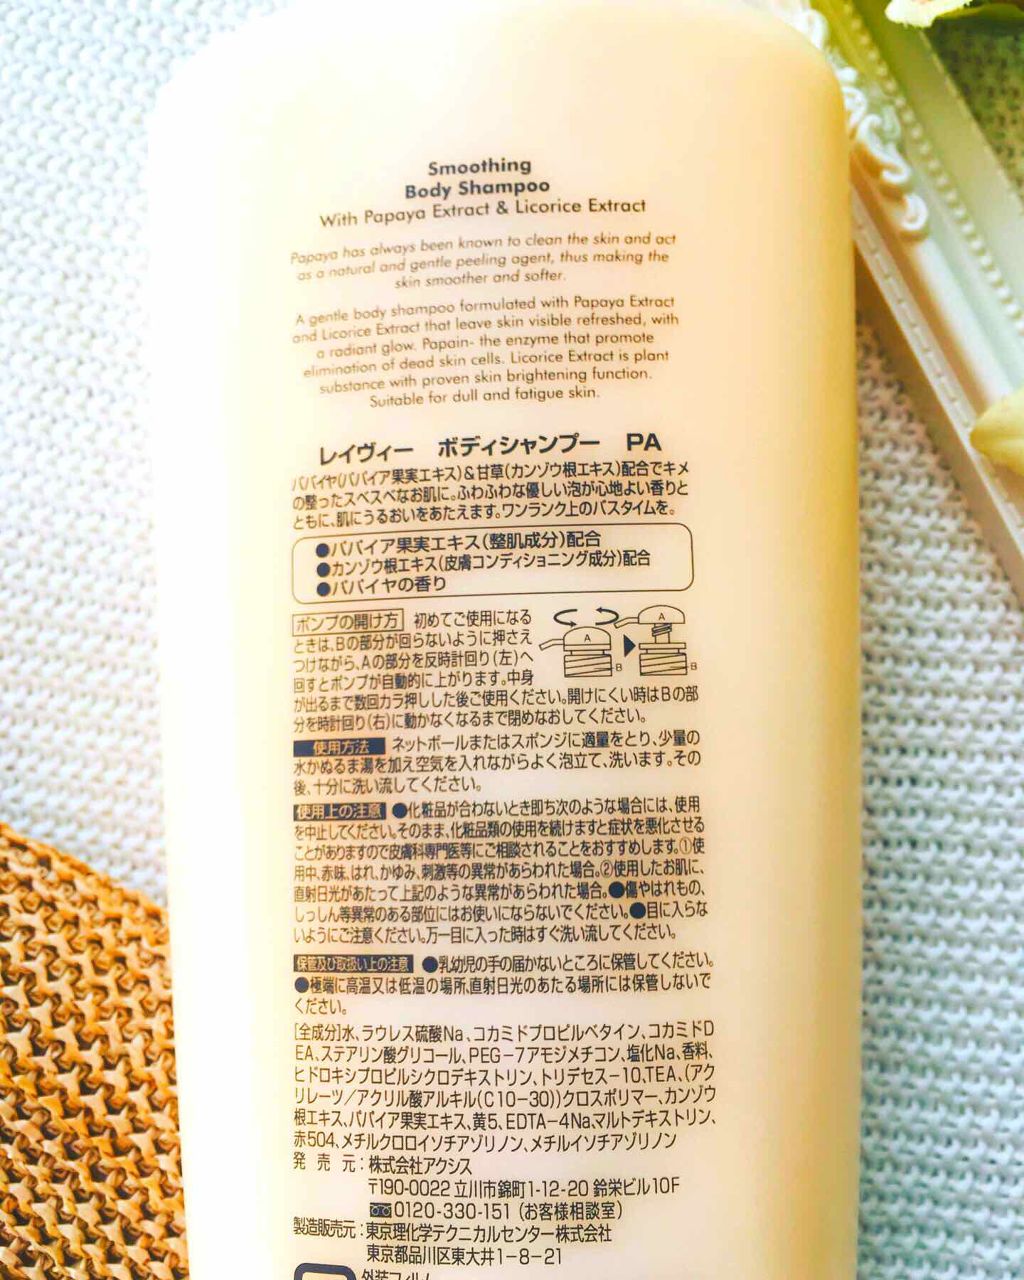 Smoothing
Body Shampoo
With Papaya Extract & Licorice Extract
Papaya has always been known to clean the skin and act
as a natural and gentle peeling agent, thus making the
skin smoother and softer.
A gentle body shampoo formulated with Papaya Extract
and Licorice Extract that leave skin visible refreshed, with
a radiant glow. Papain- the enzyme that promote
elimination of dead skin cells. Licorice Extract is plant
substance with proven skin brightening function.
Suitable for dull and fatigue skin.
レイヴィー ボディシャンプー PA
パパイヤ(パパイア果実エキス)&甘草(カンゾウ根エキス)配合でキメ
の整ったスベスベなお肌に。ふわふわな優しい泡が心地よい香りと
ともに、肌にうるおいをあたえます。ワンランク上のバスタイムを。
●パパイア果実エキス(整肌成分)配合
●カンゾウ根エキス(皮膚コンディショニング成分)配合
●パパイヤの香り
ポンプの開け方 初めてご使用になる
ときは、Bの部分が回らないように押さえ
つけながら、Aの部分を反時計回り(左)へ
回すとポンプが自動的に上がります。中身
が出るまで数回カラ押しした後ご使用ください。開けにくい時はBの部
分を時計回り(右)に動かなくなるまで閉めなおしてください。
A
B
A
B
使用方法 ネットボールまたはスポンジに適量をとり、少量の
水かぬるま湯を加え空気を入れながらよく泡立て、洗います。その
後、十分に洗い流してください。
使用上の注意 ●化粧品が合わないとき即ち次のような場合には、使用
を中止してください。そのまま、化粧品類の使用を続けますと症状を悪化させる
ことがありますので皮膚科専門医等にご相談されることをおすすめします。①使
用中、赤味、はれ、かゆみ、刺激等の異常があらわれた場合。②使用したお肌に、
直射日光があたって上記のような異常があらわれた場合。●傷やはれもの、
しっしん等異常のある部位にはお使いにならないでください。●目に入らな
いようにご注意ください。万一目に入った時はすぐ洗い流してください。
保管及び取扱い上の注意 ●乳幼児の手の届かないところに保管してください。
●極端に高温又は低温の場所、直射日光のあたる場所には保管しないで
ください。
[全成分]水、ラウレス硫酸Na、コカミドプロピルベタイン、コカミドD
EA、ステアリン酸グリコール、PEG-7アモジメチコン、塩化Na、香料、
ヒドロキシプロピルシクロデキストリン、トリデセス-10、TEA、(アク
リレーツ/アクリル酸アルキル(C10-30))クロスポリマー、カンゾウ
根エキス、パパイア果実エキス、黄5、EDTA-4Na、マルトデキストリン、
赤504、メチルクロロイソチアゾリノン、メチルイソチアゾリノン
発売元:株式会社アクシス
〒190-0022 立川市錦町1-12-20 鈴栄ビル10F
0120-330-151 (お客様相談室)
製造販売元:東京理化学テクニカルセンター株式会社
東京都品川区東大井1-8-21
外装フィルム